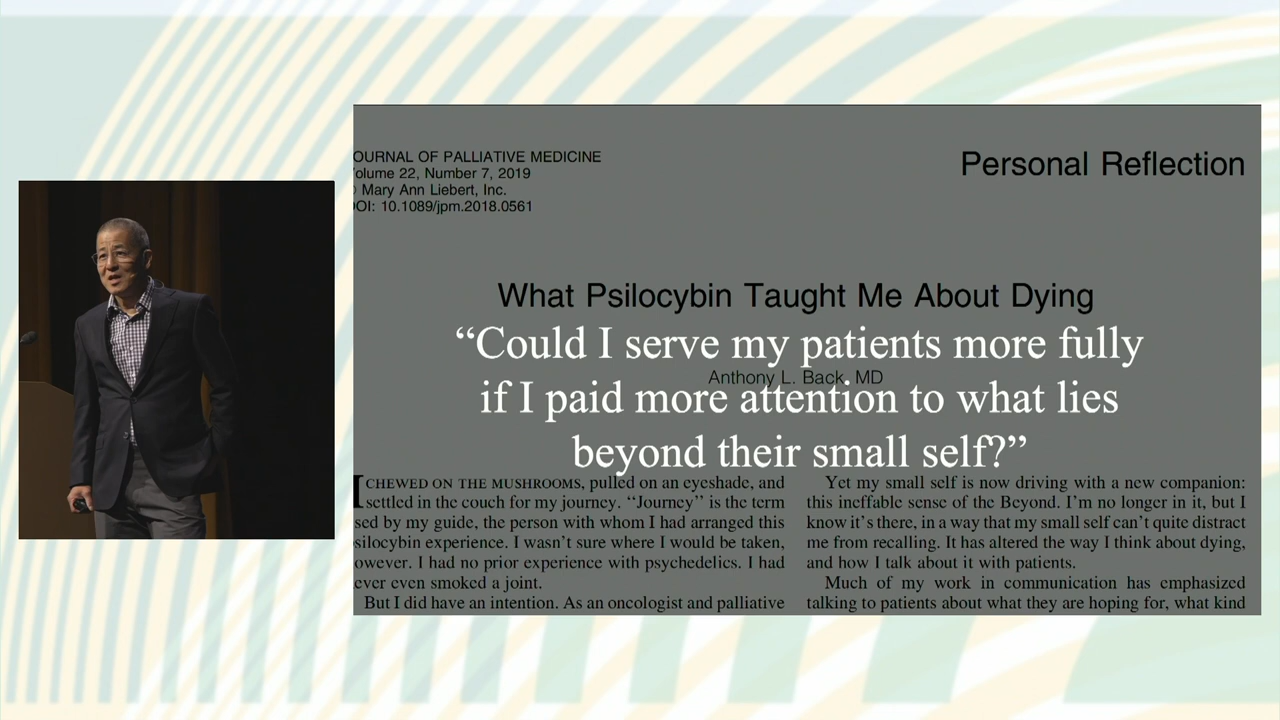 OURNAL OF PALLIATIVE MEDICINE
olume 22, Number 7, 2019
Mary Ann Liebert, Inc.
OI: 10.1089/jpm.2018.0561
Personal Reflection
What Psilocybin Taught Me About Dying
“Could I serve my patients more fully
Anthony L. Back, MD
if I paid more attention to what lies
beyond their small self?”
I CHEWED ON THE MUSHROOMS, pulled on an eyeshade, and
settled in the couch for my journey. ‘‘Journey’’ is the term
sed by my guide, the person with whom I had arranged this
silocybin experience. I wasn’t sure where I would be taken,
owever. I had no prior experience with psychedelics. I had
ever even smoked a joint.
But I did have an intention. As an oncologist and palliative
Yet my small self is now driving with a new companion:
this ineffable sense of the Beyond. I’m no longer in it, but I
know it’s there, in a way that my small self can’t quite distract
me from recalling. It has altered the way I think about dying,
and how I talk about it with patients.
Much of my work in communication has emphasized
talking to patients about what they are hoping for, what kind